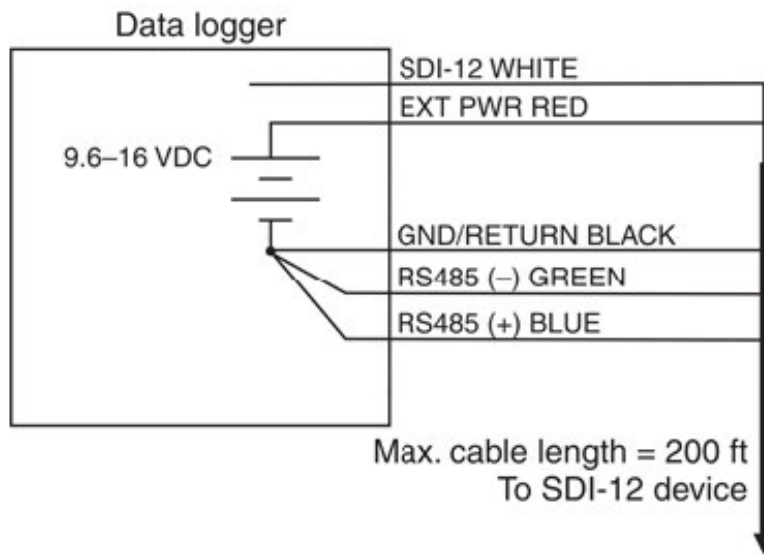 Data logger
SDI-12 WHITE
EXT PWR RED
9.6–16 VDC
GND/RETURN BLACK
RS485 (–) GREEN
RS485 (+) BLUE
Max. cable length = 200 ft
To SDI-12 device